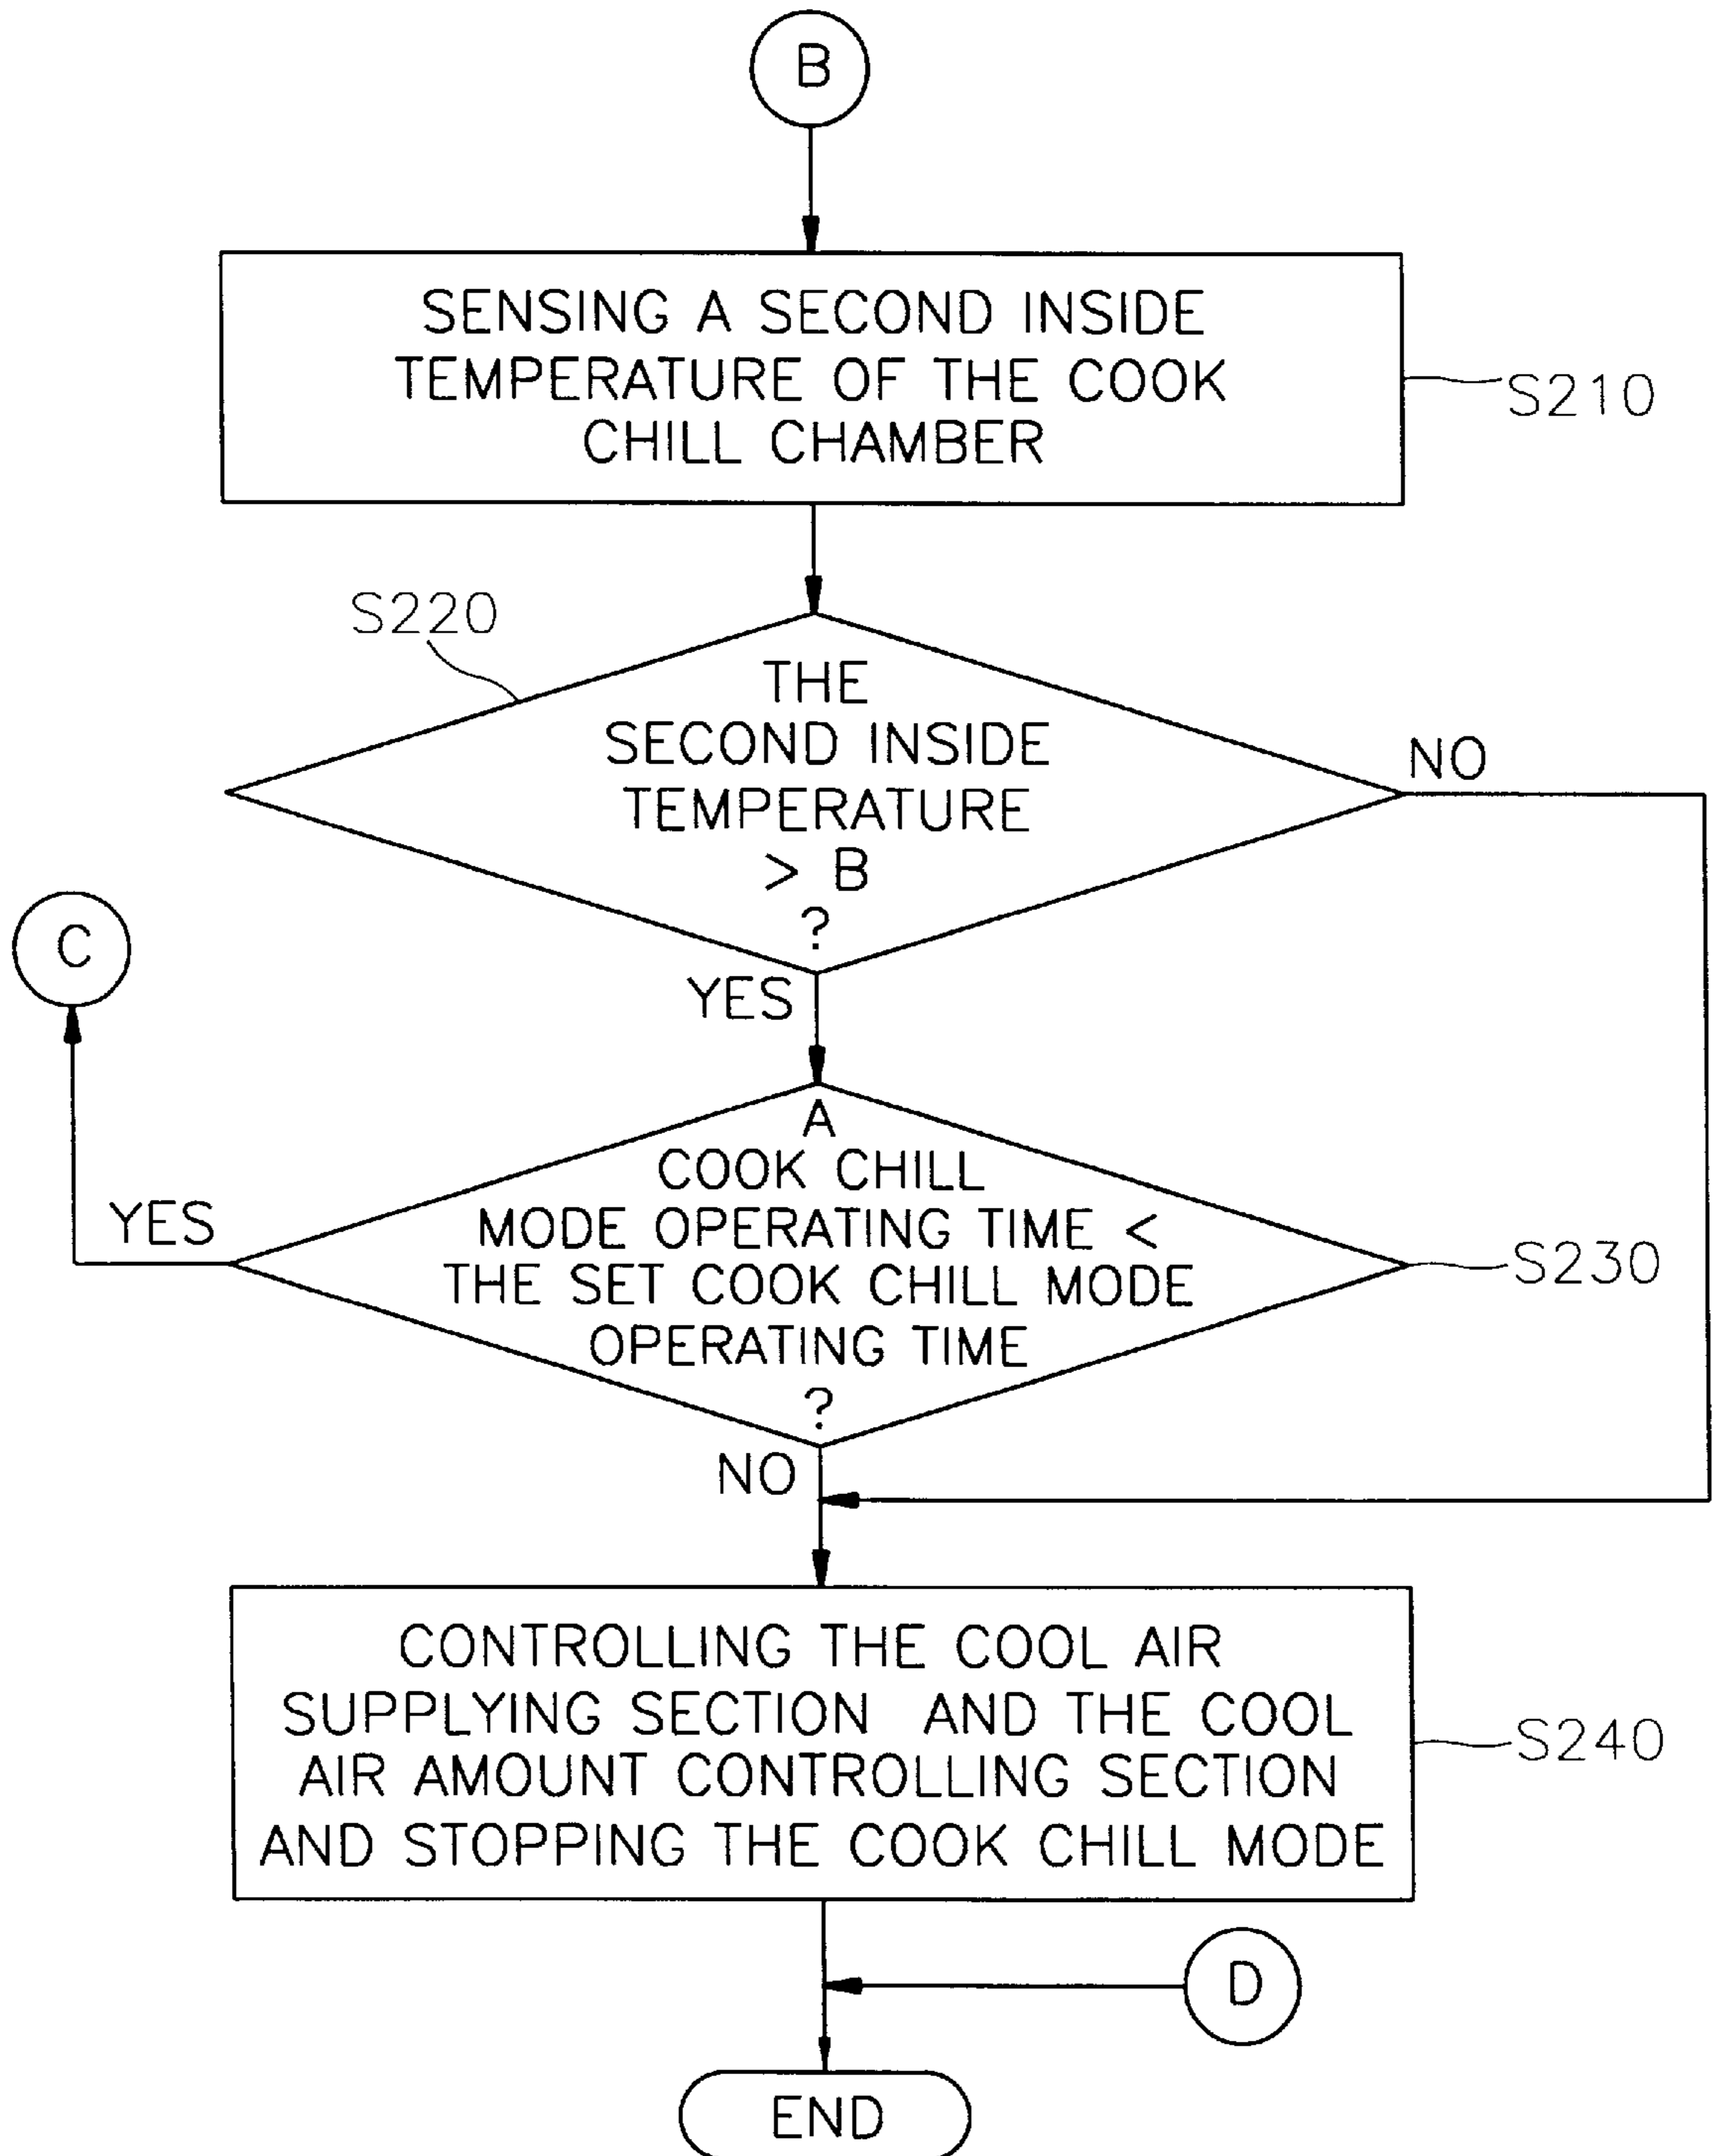 B
SENSING A SECOND INSIDE
TEMPERATURE OF THE COOK
CHILL CHAMBER
S210
S220
THE
SECOND INSIDE
TEMPERATURE
> B
?
NO
C
YES
A
COOK CHILL
MODE OPERATING TIME <
THE SET COOK CHILL MODE
OPERATING TIME
?
YES
S230
NO
CONTROLLING THE COOL AIR
SUPPLYING SECTION AND THE COOL
AIR AMOUNT CONTROLLING SECTION
AND STOPPING THE COOK CHILL MODE
S240
D
END